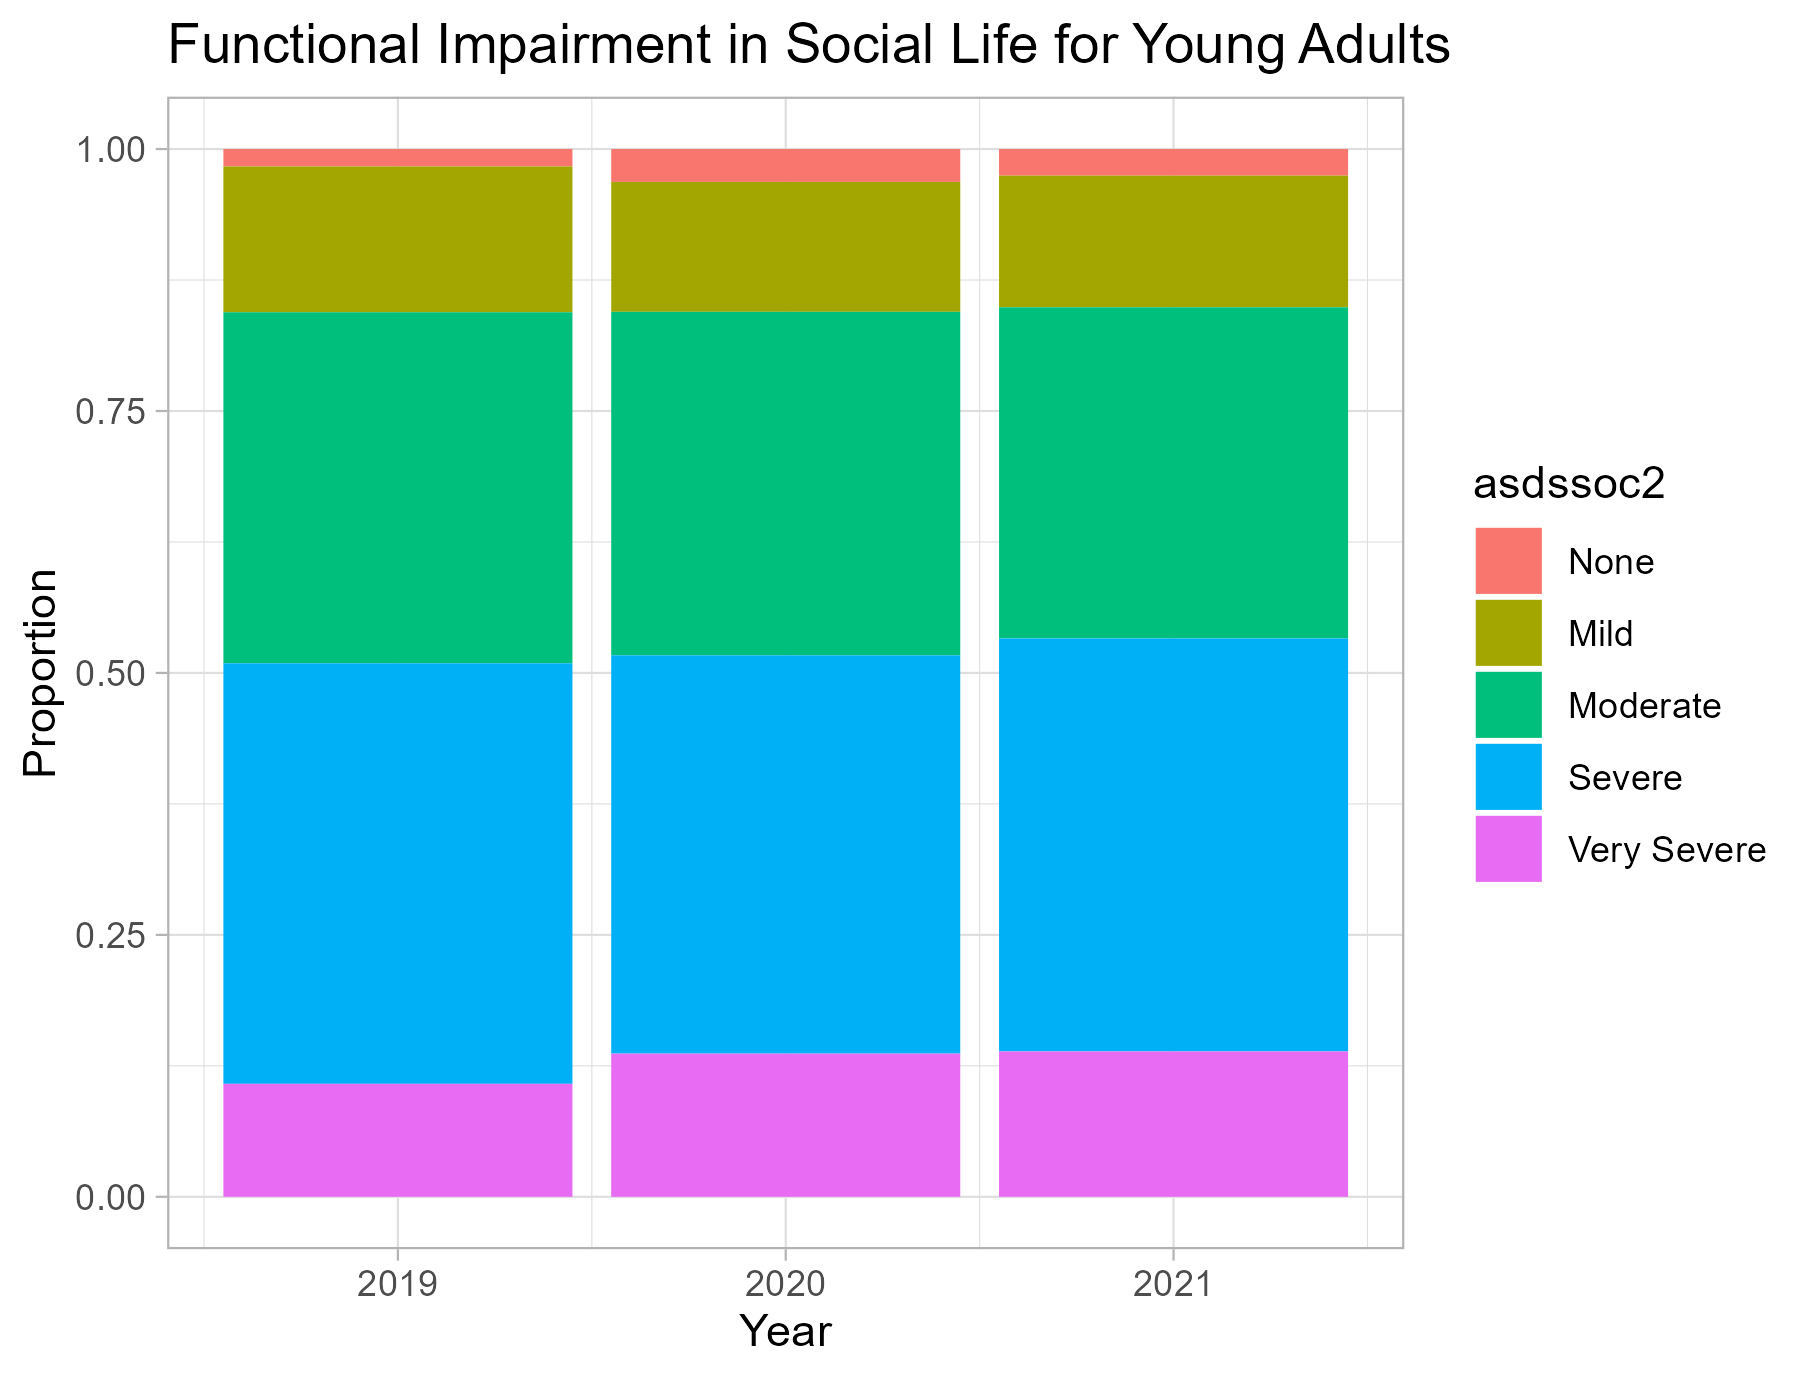 Functional Impairment in Social Life for Young Adults
1.00
0.75
0.50
0.25
0.00
Proportion
2019 2020 2021
Year
asdssoc2
None
Mild
Moderate
Severe
Very Severe